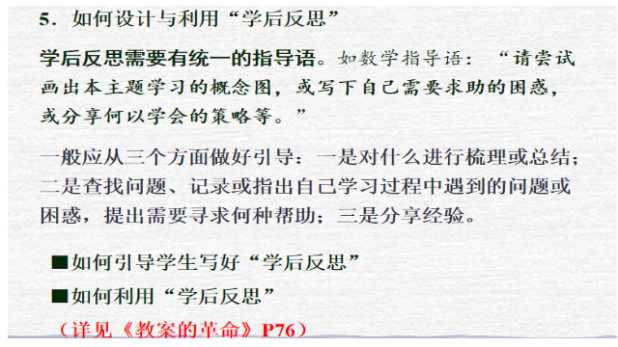 5．如何设计与利用“学后反思”
学后反思需要有统一的指导语。如数学指导语：“请尝试
画出本主题学习的概念图，或写下自己需要求助的困惑，
或分享何以学会的策略等。”
一般应从三个方面做好引导：一是对什么进行梳理或总结；
二是查找问题、记录或指出自己学习过程中遇到的问题或
困惑，提出需要寻求何种帮助；三是分享经验。
■如何引导学生写好“学后反思”
■如何利用“学后反思”
（详见《教案的革命》P76）